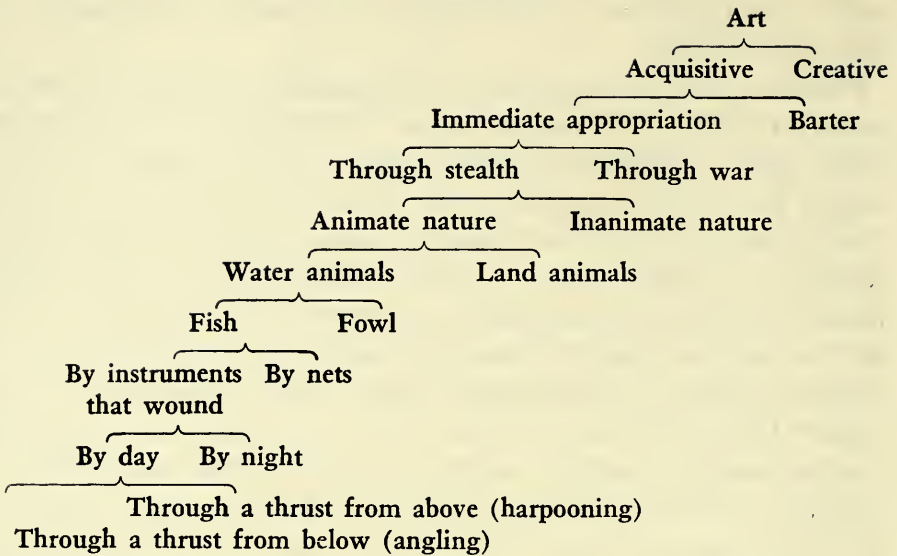 Art
Acquisitive Creative
Immediate appropriation Barter
Through stealth Through war
Animate nature Inanimate nature
Water animals Land animals
Fish Fowl
By instruments By nets
that wound
By day By night
Through a thrust from above (harpooning)
Through a thrust from below (angling)